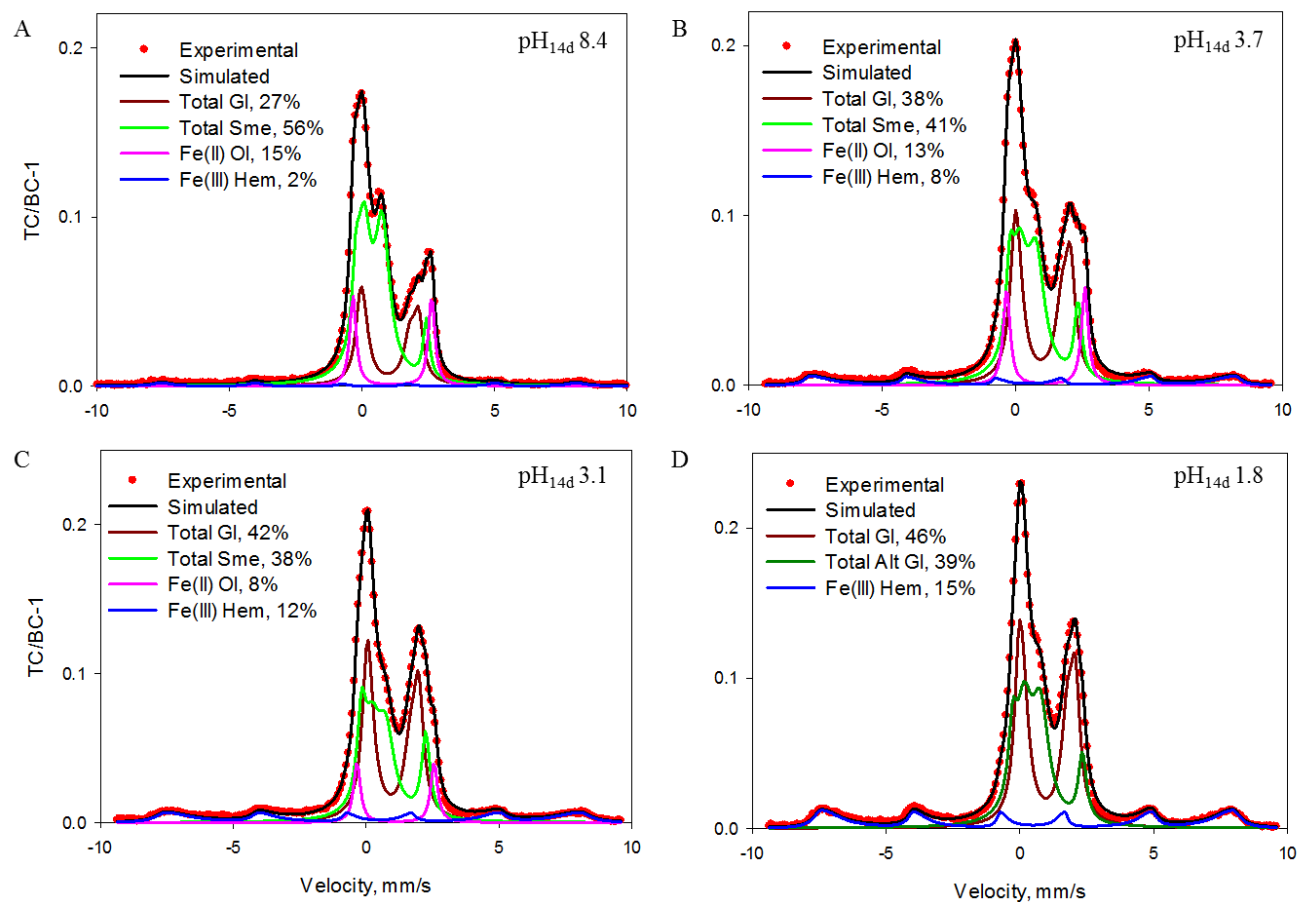 A
pH14d 8.4
Experimental
Simulated
Total Gl, 27%
Total Sme, 56%
Fe(II) Ol, 15%
Fe(III) Hem, 2%
TC/BC-1
0.2
0.1
0.0
-10 -5 0 5 10
B
pH14d 3.7
Experimental
Simulated
Total Gl, 38%
Total Sme, 41%
Fe(II) Ol, 13%
Fe(III) Hem, 8%
0.2
0.1
0.0
-10 -5 0 5 10
C
pH14d 3.1
Experimental
Simulated
Total Gl, 42%
Total Sme, 38%
Fe(II) Ol, 8%
Fe(III) Hem, 12%
TC/BC-1
0.2
0.1
0.0
-10 -5 0 5 10
Velocity, mm/s
D
pH14d 1.8
Experimental
Simulated
Total Gl, 46%
Total Alt Gl, 39%
Fe(III) Hem, 15%
0.2
0.1
0.0
-10 -5 0 5 10
Velocity, mm/s